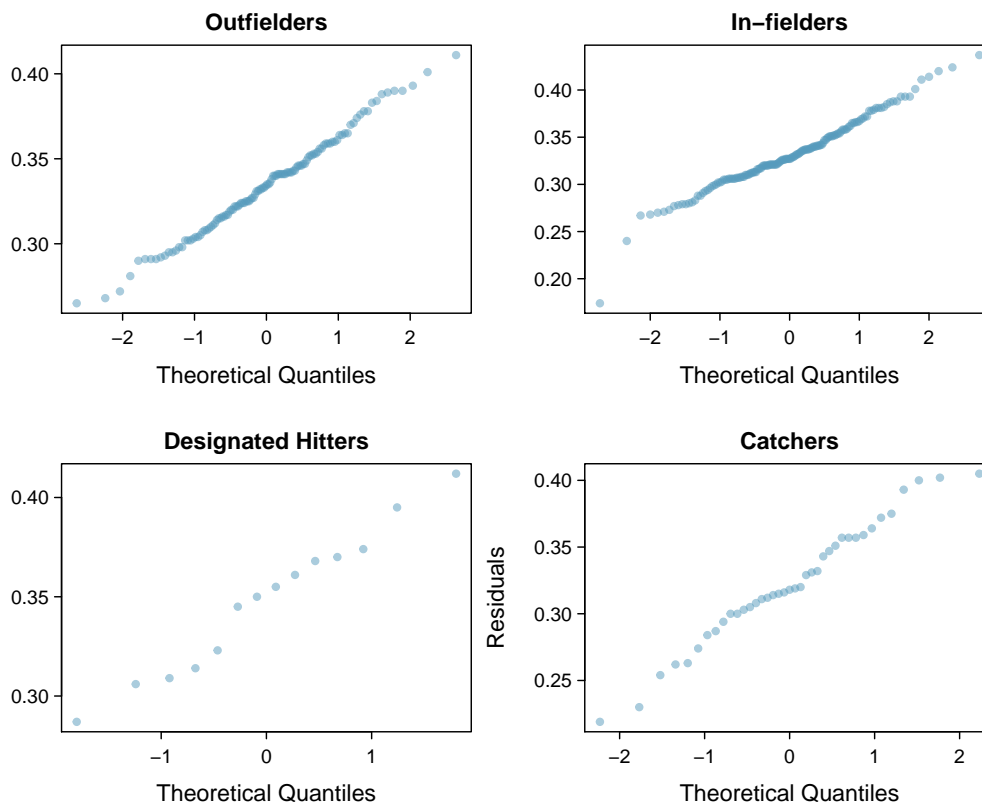 Outfielders
0.40
0.35
0.30
−2 −1 0 1 2
Theoretical Quantiles
In−fielders
0.40
0.35
0.30
0.25
0.20
−2 −1 0 1 2
Theoretical Quantiles
Designated Hitters
0.40
0.35
0.30
−1 0 1
Theoretical Quantiles
Catchers
Residuals
0.40
0.35
0.30
0.25
−2 −1 0 1 2
Theoretical Quantiles